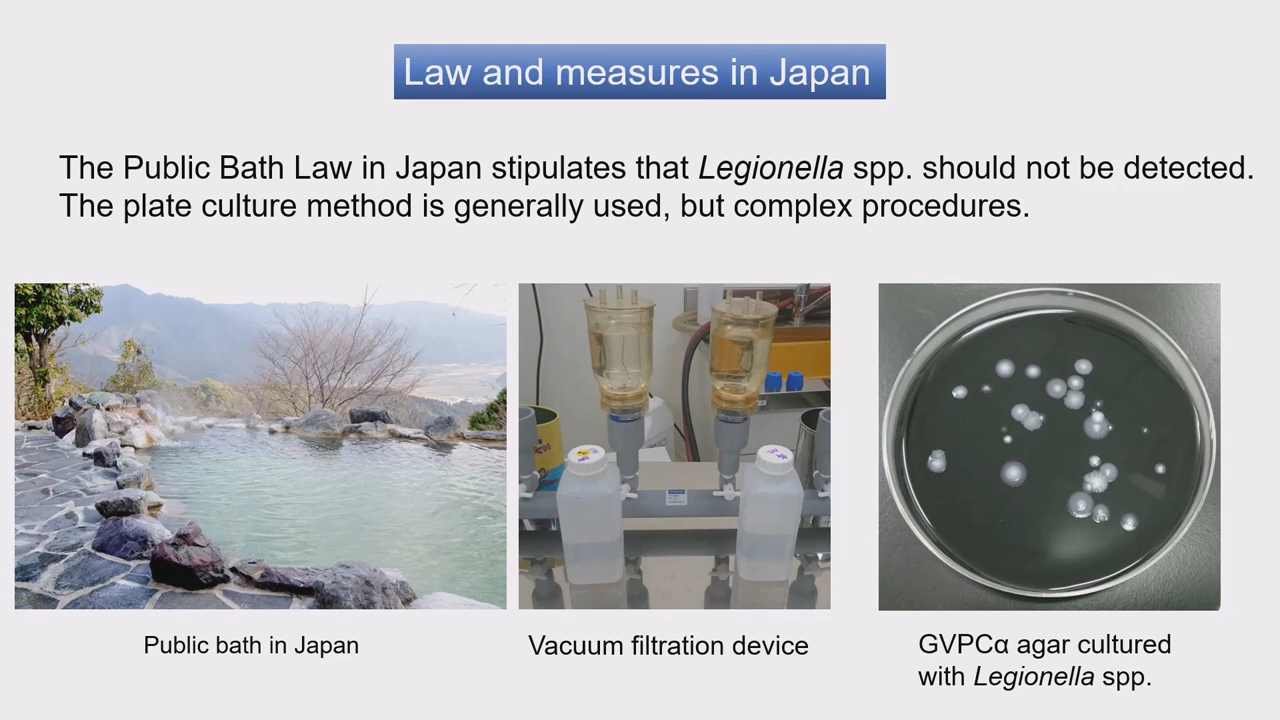 Law and measures in Japan
The Public Bath Law in Japan stipulates that Legionella spp. should not be detected.
The plate culture method is generally used, but complex procedures.
Public bath in Japan
Vacuum filtration device
GVPCα agar cultured
with Legionella spp.